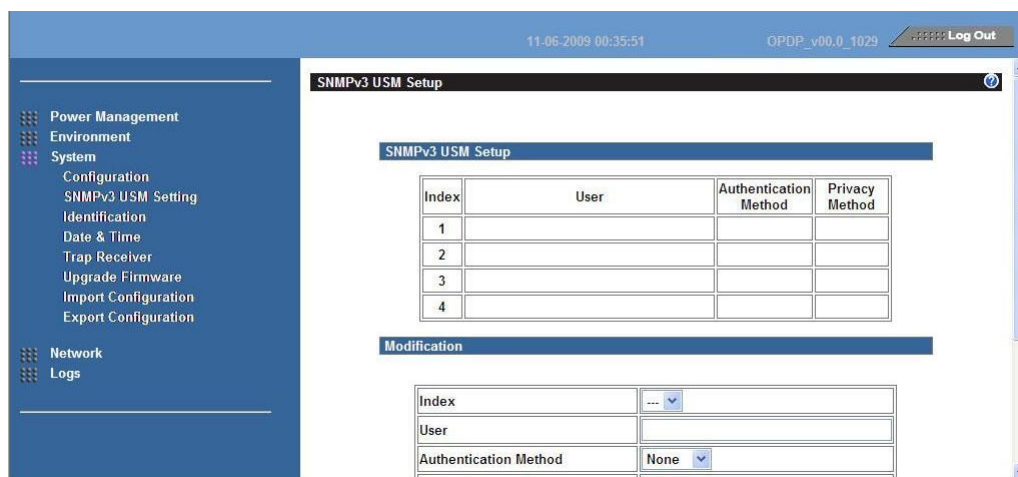 11-06-2009 00:35:51 OPDP_v00.0_1029 Log Out
SNMPv3 USM Setup
Power Management
Environment
System
Configuration
SNMPv3 USM Setting
Identification
Date & Time
Trap Receiver
Upgrade Firmware
Import Configuration
Export Configuration
Network
Logs
SNMPv3 USM Setup
Index User Authentication Method Privacy Method
1
2
3
4
Modification
Index ---
User
Authentication Method None